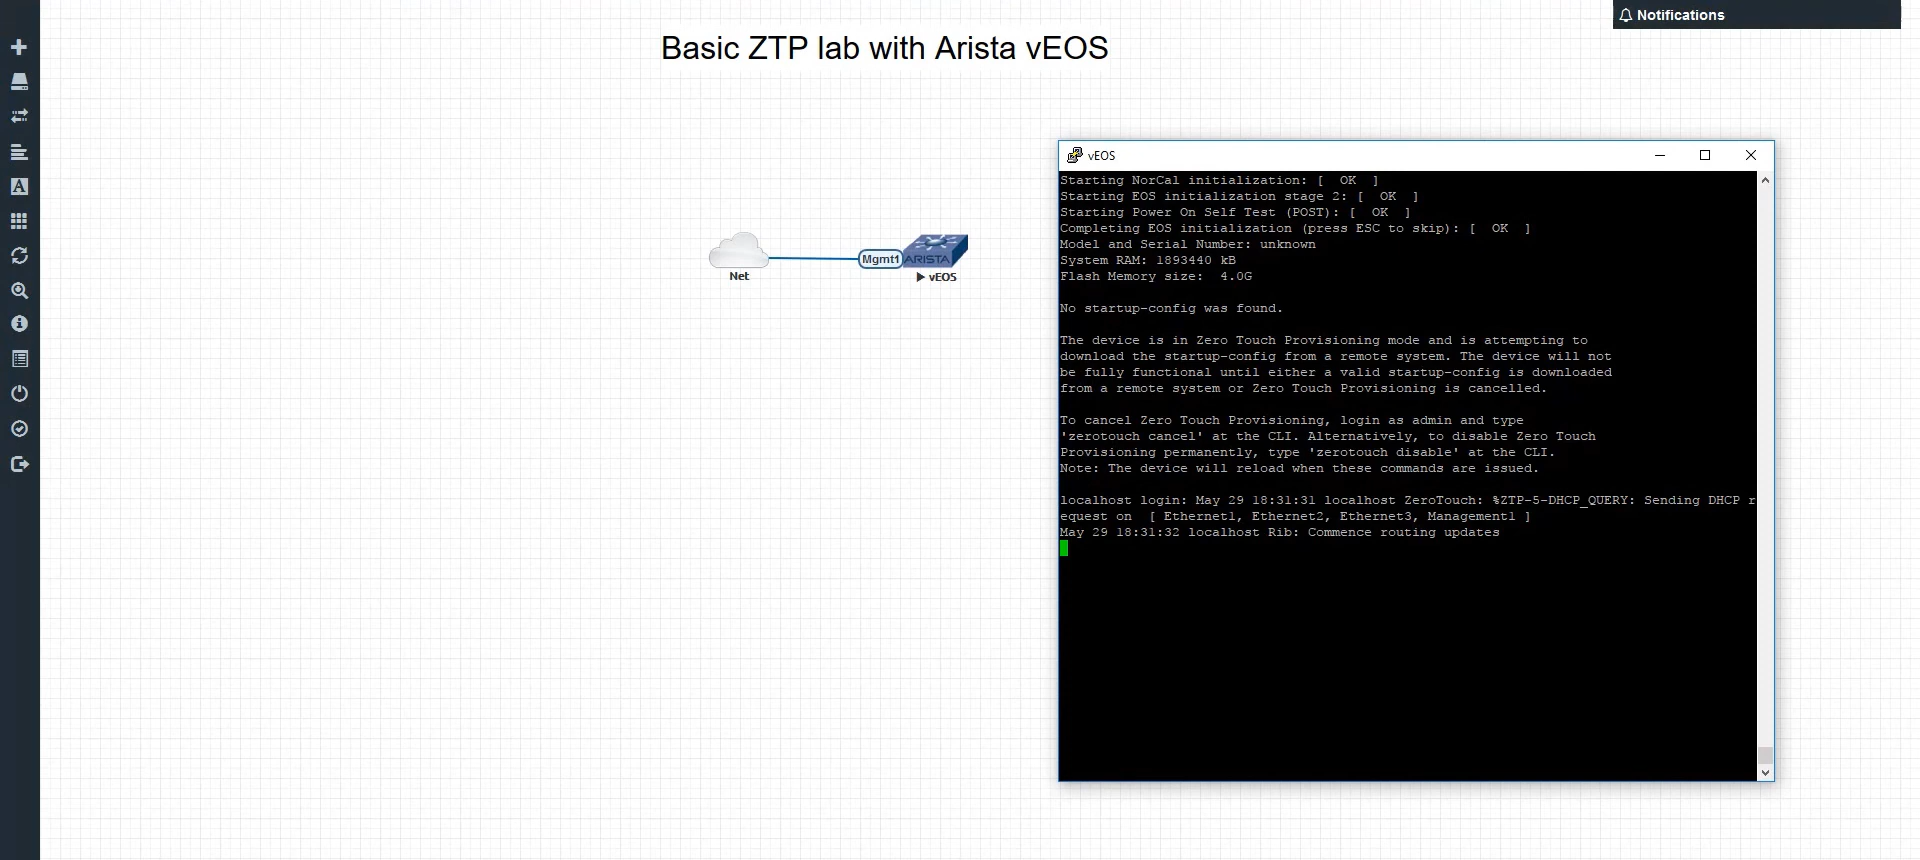 Notifications
Basic ZTP lab with Arista vEOS
Net
Mgmt1
ARISTA
vEOS
vEOS
Starting NorCal initialization: [  OK  ]
Starting EOS initialization stage 2: [  OK  ]
Starting Power On Self Test (POST): [  OK  ]
Completing EOS initialization (press ESC to skip): [  OK  ]
Model and Serial Number: unknown
System RAM: 1893440 kB
Flash Memory size:  4.0G
No startup-config was found.
The device is in Zero Touch Provisioning mode and is attempting to
download the startup-config from a remote system. The device will not
be fully functional until either a valid startup-config is downloaded
from a remote system or Zero Touch Provisioning is cancelled.
To cancel Zero Touch Provisioning, login as admin and type
'zerotouch cancel' at the CLI. Alternatively, to disable Zero Touch
Provisioning permanently, type 'zerotouch disable' at the CLI.
Note: The device will reload when these commands are issued.
localhost login: May 29 18:31:31 localhost ZeroTouch: %ZTP-5-DHCP_QUERY: Sending DHCP r
equest on  [ Ethernet1, Ethernet2, Ethernet3, Management1 ]
May 29 18:31:32 localhost Rib: Commence routing updates